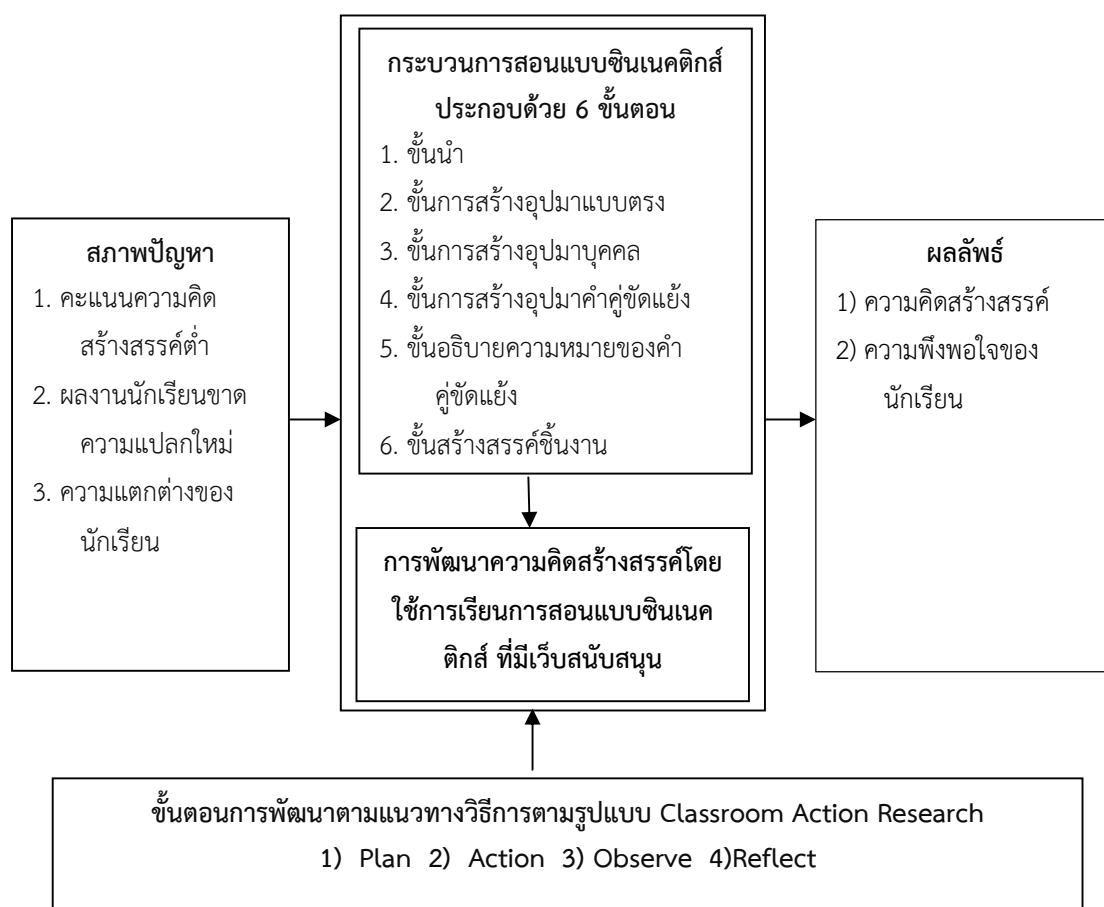 กระบวนการสอนแบบซินเนคติกส์
ประกอบด้วย 6 ขั้นตอน
1. ขั้นนำ
2. ขั้นการสร้างอุปมาแบบตรง
3. ขั้นการสร้างอุปมาบุคคล
4. ขั้นการสร้างอุปมาคำคู่ขัดแย้ง
5. ขั้นอธิบายความหมายของคำ
คู่ขัดแย้ง
6. ขั้นสร้างสรรค์ชิ้นงาน
สภาพปัญหา
1. คะแนนความคิด
สร้างสรรค์ต่ำ
2. ผลงานนักเรียนขาด
ความแปลกใหม่
3. ความแตกต่างของ
นักเรียน
การพัฒนาความคิดสร้างสรรค์โดย
ใช้การเรียนการสอนแบบซินเนค
ติกส์ ที่มีเว็บสนับสนุน
ผลลัพธ์
1) ความคิดสร้างสรรค์
2) ความพึงพอใจของ
นักเรียน
ขั้นตอนการพัฒนาตามแนวทางวิธีการตามรูปแบบ Classroom Action Research
1) Plan 2) Action 3) Observe 4)Reflect